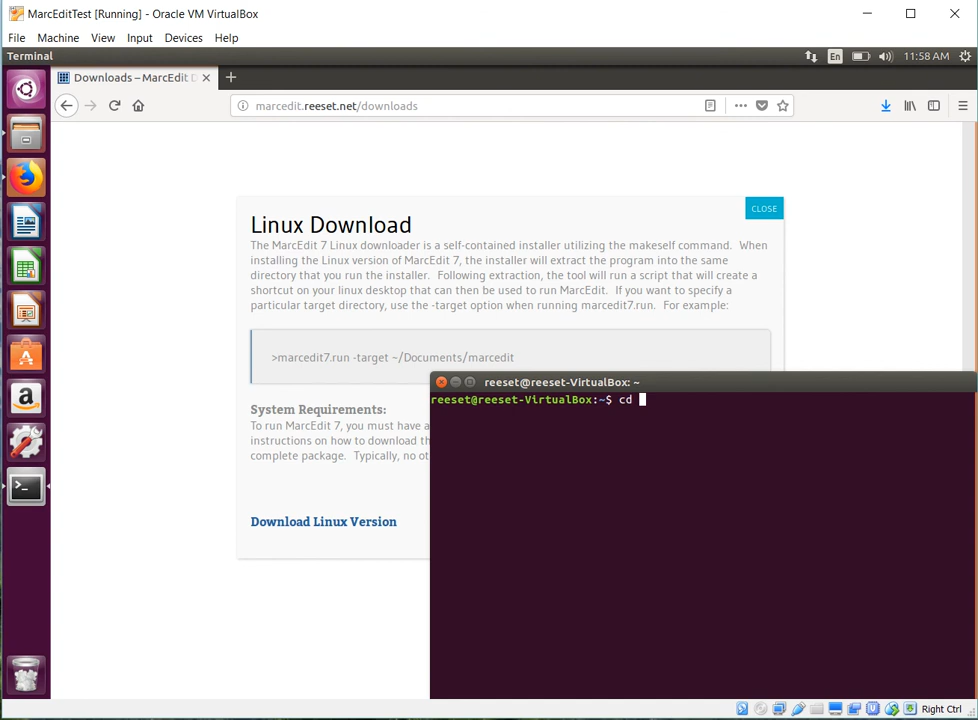 MarcEditTest [Running] - Oracle VM VirtualBox
File Machine View Input Devices Help
Terminal En 11:58 AM
Downloads – MarcEdit D
marcedit.reeset.net/downloads
CLOSE
Linux Download
The MarcEdit 7 Linux downloader is a self-contained installer utilizing the makeself command. When
installing the Linux version of MarcEdit 7, the installer will extract the program into the same
directory that you run the installer. Following extraction, the tool will run a script that will create a
shortcut on your linux desktop that can then be used to run MarcEdit. If you want to specify a
particular target directory, use the -target option when running marcedit7.run. For example:
>marcedit7.run -target ~/Documents/marcedit
System Requirements:
To run MarcEdit 7, you must have a
instructions on how to download th
complete package. Typically, no ot
Download Linux Version
reeset@reeset-VirtualBox: ~
reeset@reeset-VirtualBox:~$ cd
Right Ctrl